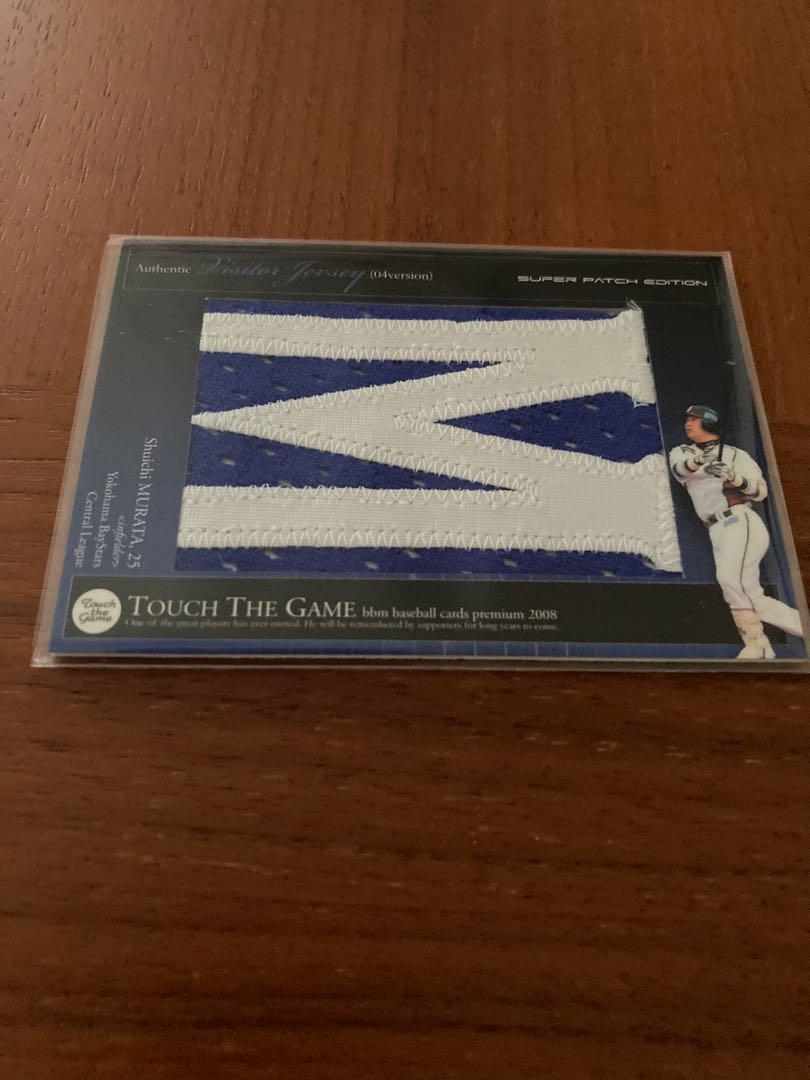 Authentic Visitor Jersey (04version)
SUPER PATCH EDITION
M
Shuichi MURATA, 25
<infielder>
Yokohama BayStars
Central League
Touch
the
Game
TOUCH THE GAME bbm baseball cards premium 2008
One of the great players has ever owned. He will be remembered by supporters for long years to come.